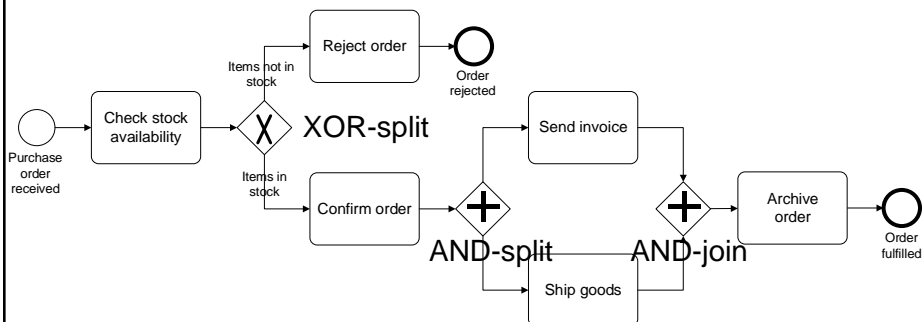 Reject order
Items not in
stock
Order
rejected
Check stock
availability
X
XOR-split
Send invoice
Purchase
order
received
Items in
stock
Confirm order
Archive
order
AND-split
AND-join
Order
fulfilled
Ship goods